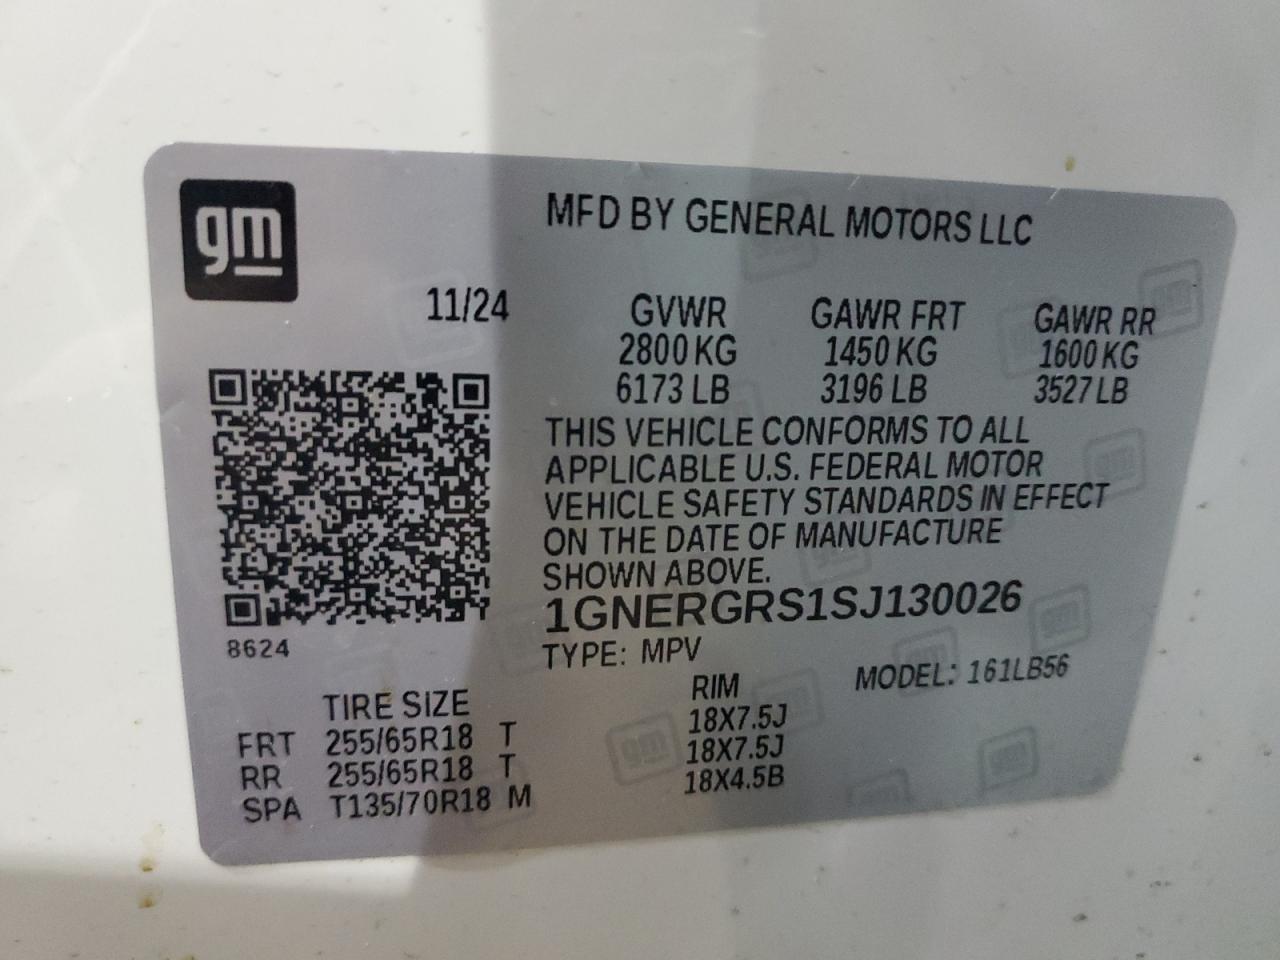 gm
MFD BY GENERAL MOTORS LLC
11/24 GVWR GAWR FRT GAWR RR
2800 KG 1450 KG 1600 KG
6173 LB 3196 LB 3527 LB
THIS VEHICLE CONFORMS TO ALL
APPLICABLE U.S. FEDERAL MOTOR
VEHICLE SAFETY STANDARDS IN EFFECT
ON THE DATE OF MANUFACTURE
SHOWN ABOVE.
1GNERGRS1SJ130026
8624
TYPE: MPV MODEL: 161LB56
TIRE SIZE RIM
FRT 255/65R18 T 18X7.5J
RR 255/65R18 T 18X7.5J
SPA T135/70R18 M 18X4.5B